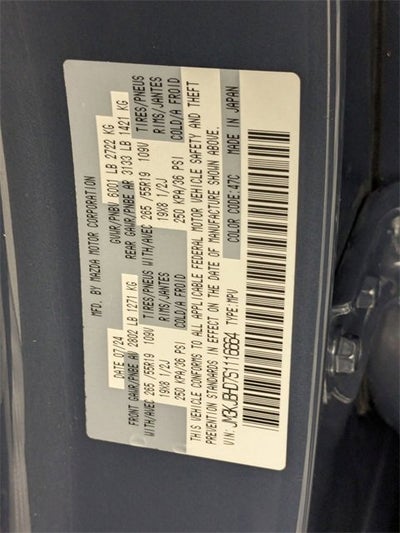 MFD. BY MAZDA MOTOR CORPORATION
DATE 07/24 GVWR/PNBV 6001 LB 2722 KG
FRONT GAWR/PNBE AV 2802 LB 1271 KG REAR GAWR/PNBE AR 3133 LB 1421 KG
WITH/AVEC 265 /55R19 109V TIRES/PNEUS WITH/AVEC 265 /55R19 109V TIRES/PNEUS
19X8 1/2J RIMS/JANTES 19X8 1/2J RIMS/JANTES
250 KPA/36 PSI COLD/A FROID 250 KPA/36 PSI COLD/A FROID
THIS VEHICLE CONFORMS TO ALL APPLICABLE FEDERAL MOTOR VEHICLE SAFETY AND THEFT
PREVENTION STANDARDS IN EFFECT ON THE DATE OF MANUFACTURE SHOWN ABOVE.
VIN: TYPE:MPV COLOR CODE:47C MADE IN JAPAN